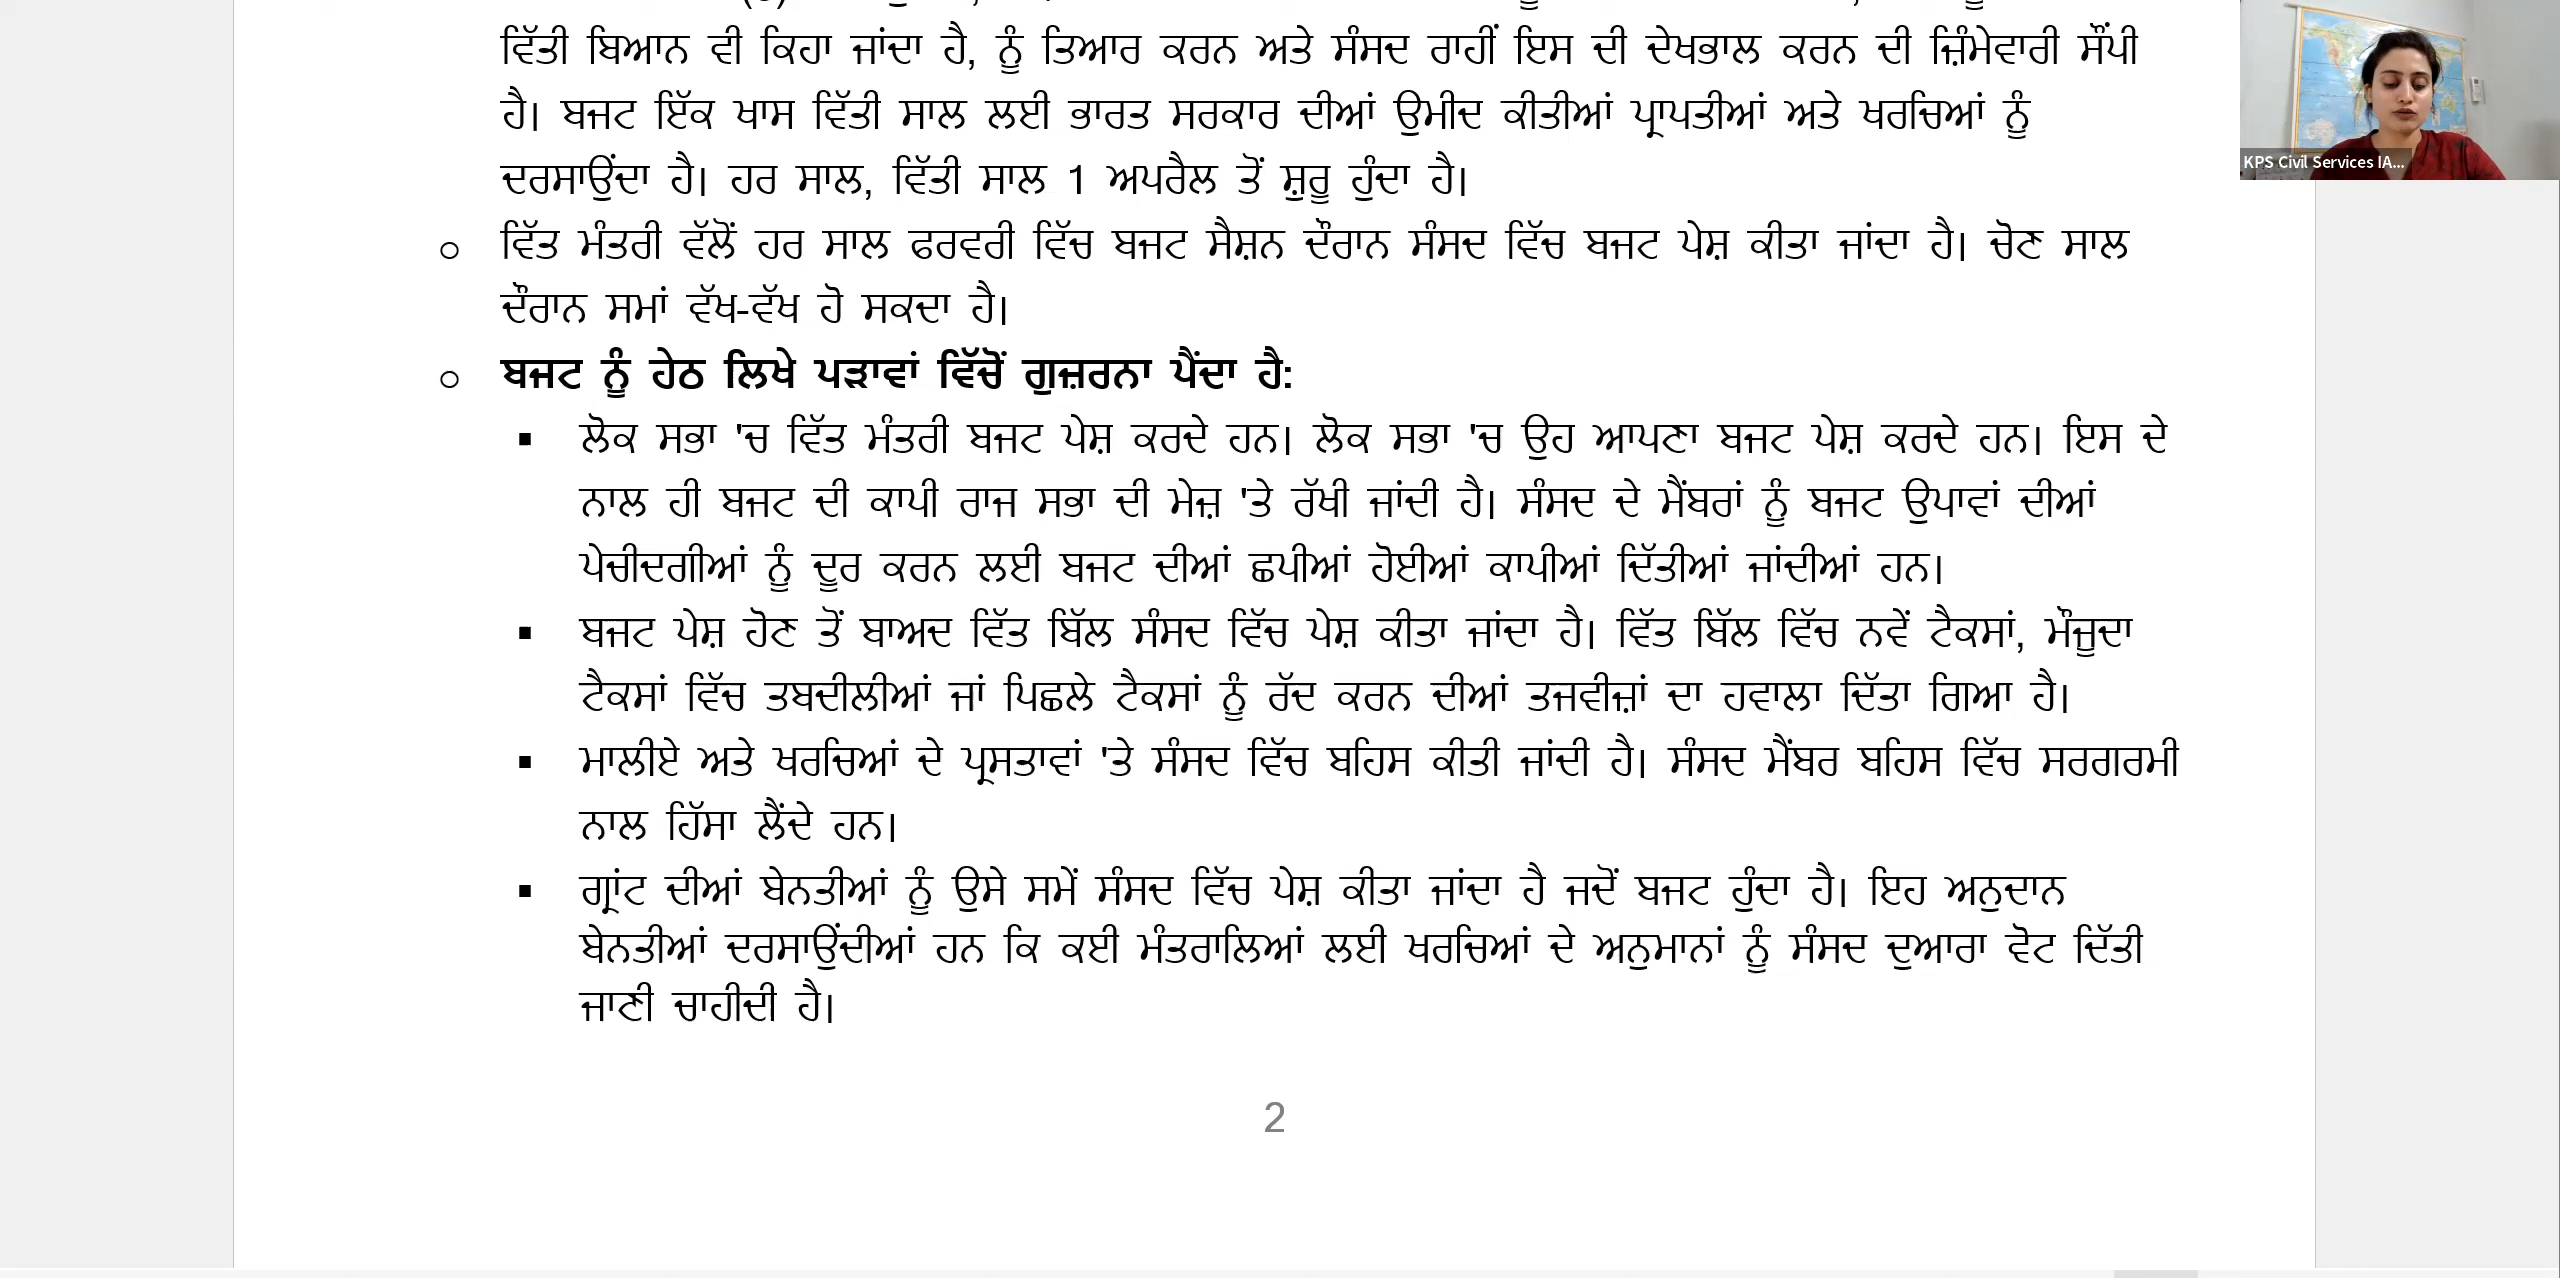 ਵਿੱਤੀ ਬਿਆਨ ਵੀ ਕਿਹਾ ਜਾਂਦਾ ਹੈ, ਨੂੰ ਤਿਆਰ ਕਰਨ ਅਤੇ ਸੰਸਦ ਰਾਹੀਂ ਇਸ ਦੀ ਦੇਖਭਾਲ ਕਰਨ ਦੀ ਜ਼ਿੰਮੇਵਾਰੀ ਸੌਂਪੀ
ਹੈ। ਬਜਟ ਇੱਕ ਖਾਸ ਵਿੱਤੀ ਸਾਲ ਲਈ ਭਾਰਤ ਸਰਕਾਰ ਦੀਆਂ ਉਮੀਦ ਕੀਤੀਆਂ ਪ੍ਰਾਪਤੀਆਂ ਅਤੇ ਖਰਚਿਆਂ ਨੂੰ
ਦਰਸਾਉਂਦਾ ਹੈ। ਹਰ ਸਾਲ, ਵਿੱਤੀ ਸਾਲ 1 ਅਪਰੈਲ ਤੋਂ ਸ਼ੁਰੂ ਹੁੰਦਾ ਹੈ।
KPS Civil Services IA...
o ਵਿੱਤ ਮੰਤਰੀ ਵੱਲੋਂ ਹਰ ਸਾਲ ਫਰਵਰੀ ਵਿੱਚ ਬਜਟ ਸੈਸ਼ਨ ਦੌਰਾਨ ਸੰਸਦ ਵਿੱਚ ਬਜਟ ਪੇਸ਼ ਕੀਤਾ ਜਾਂਦਾ ਹੈ। ਚੋਣ ਸਾਲ
ਦੌਰਾਨ ਸਮਾਂ ਵੱਖ-ਵੱਖ ਹੋ ਸਕਦਾ ਹੈ।
o ਬਜਟ ਨੂੰ ਹੇਠ ਲਿਖੇ ਪੜਾਵਾਂ ਵਿੱਚੋਂ ਗੁਜ਼ਰਨਾ ਪੈਂਦਾ ਹੈ:
▪ ਲੋਕ ਸਭਾ 'ਚ ਵਿੱਤ ਮੰਤਰੀ ਬਜਟ ਪੇਸ਼ ਕਰਦੇ ਹਨ। ਲੋਕ ਸਭਾ 'ਚ ਉਹ ਆਪਣਾ ਬਜਟ ਪੇਸ਼ ਕਰਦੇ ਹਨ। ਇਸ ਦੇ
ਨਾਲ ਹੀ ਬਜਟ ਦੀ ਕਾਪੀ ਰਾਜ ਸਭਾ ਦੀ ਮੇਜ਼ 'ਤੇ ਰੱਖੀ ਜਾਂਦੀ ਹੈ। ਸੰਸਦ ਦੇ ਮੈਂਬਰਾਂ ਨੂੰ ਬਜਟ ਉਪਾਵਾਂ ਦੀਆਂ
ਪੇਚੀਦਗੀਆਂ ਨੂੰ ਦੂਰ ਕਰਨ ਲਈ ਬਜਟ ਦੀਆਂ ਛਪੀਆਂ ਹੋਈਆਂ ਕਾਪੀਆਂ ਦਿੱਤੀਆਂ ਜਾਂਦੀਆਂ ਹਨ।
▪ ਬਜਟ ਪੇਸ਼ ਹੋਣ ਤੋਂ ਬਾਅਦ ਵਿੱਤ ਬਿੱਲ ਸੰਸਦ ਵਿੱਚ ਪੇਸ਼ ਕੀਤਾ ਜਾਂਦਾ ਹੈ। ਵਿੱਤ ਬਿੱਲ ਵਿੱਚ ਨਵੇਂ ਟੈਕਸਾਂ, ਮੌਜੂਦਾ
ਟੈਕਸਾਂ ਵਿੱਚ ਤਬਦੀਲੀਆਂ ਜਾਂ ਪਿਛਲੇ ਟੈਕਸਾਂ ਨੂੰ ਰੱਦ ਕਰਨ ਦੀਆਂ ਤਜਵੀਜ਼ਾਂ ਦਾ ਹਵਾਲਾ ਦਿੱਤਾ ਗਿਆ ਹੈ।
▪ ਮਾਲੀਏ ਅਤੇ ਖਰਚਿਆਂ ਦੇ ਪ੍ਰਸਤਾਵਾਂ 'ਤੇ ਸੰਸਦ ਵਿੱਚ ਬਹਿਸ ਕੀਤੀ ਜਾਂਦੀ ਹੈ। ਸੰਸਦ ਮੈਂਬਰ ਬਹਿਸ ਵਿੱਚ ਸਰਗਰਮੀ
ਨਾਲ ਹਿੱਸਾ ਲੈਂਦੇ ਹਨ।
▪ ਗ੍ਰਾਂਟ ਦੀਆਂ ਬੇਨਤੀਆਂ ਨੂੰ ਉਸੇ ਸਮੇਂ ਸੰਸਦ ਵਿੱਚ ਪੇਸ਼ ਕੀਤਾ ਜਾਂਦਾ ਹੈ ਜਦੋਂ ਬਜਟ ਹੁੰਦਾ ਹੈ। ਇਹ ਅਨੁਦਾਨ
ਬੇਨਤੀਆਂ ਦਰਸਾਉਂਦੀਆਂ ਹਨ ਕਿ ਕਈ ਮੰਤਰਾਲਿਆਂ ਲਈ ਖਰਚਿਆਂ ਦੇ ਅਨੁਮਾਨਾਂ ਨੂੰ ਸੰਸਦ ਦੁਆਰਾ ਵੋਟ ਦਿੱਤੀ
ਜਾਣੀ ਚਾਹੀਦੀ ਹੈ।
2